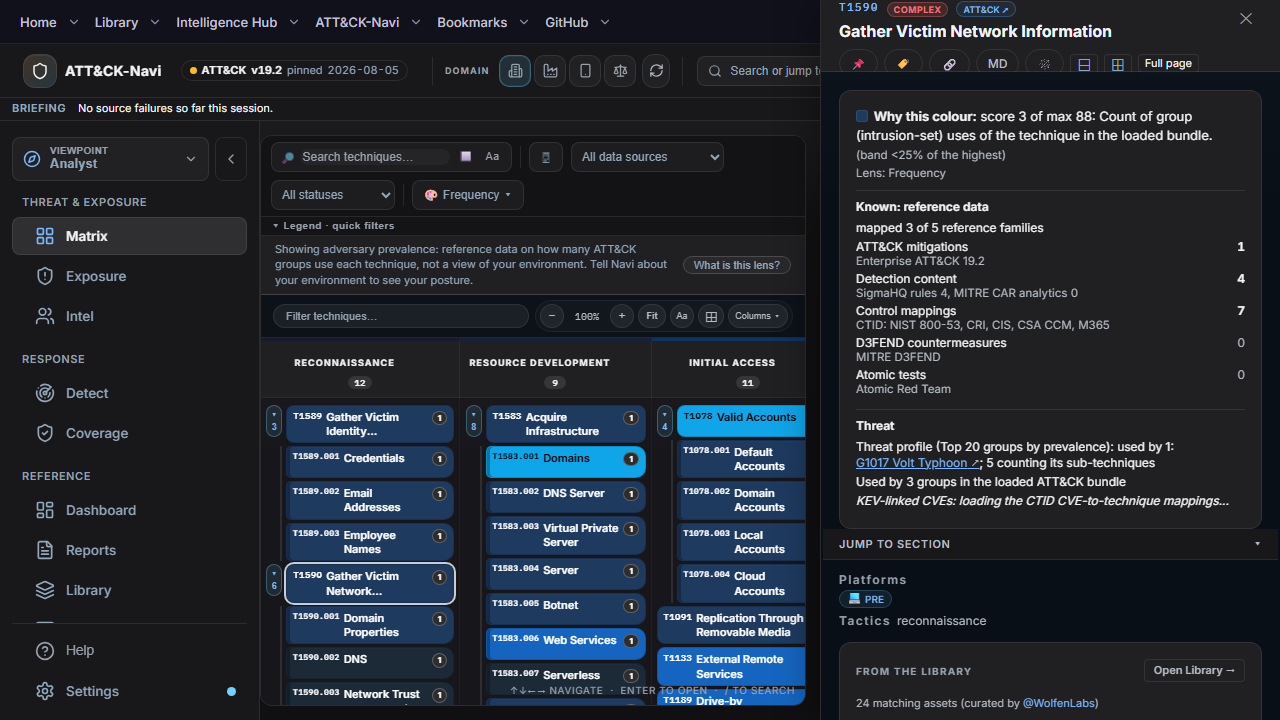 Home
Library
Intelligence Hub
ATT&CK-Navi
Bookmarks
GitHub
ATT&CK-Navi
ATT&CK v19.2 pinned 2026-08-05
DOMAIN
Search or jump to
BRIEFING No source failures so far this session.
VIEWPOINT
Analyst
THREAT & EXPOSURE
Matrix
Exposure
Intel
RESPONSE
Detect
Coverage
REFERENCE
Dashboard
Reports
Library
Help
Settings
Search techniques...
Aa
All data sources
All statuses
Frequency
Legend · quick filters
Showing adversary prevalence: reference data on how many ATT&CK
groups use each technique, not a view of your environment. Tell Navi about
your environment to see your posture.
What is this lens?
Filter techniques...
− 100% + Fit Aa Columns
RECONNAISSANCE
12
3
T1589 Gather Victim
Identity...
1
T1589.001 Credentials
1
T1589.002 Email
Addresses
1
T1589.003 Employee
Names
1
6
T1590 Gather Victim
Network...
1
T1590.001 Domain
Properties
1
T1590.002 DNS
1
T1590.003 Network Trust
1
RESOURCE DEVELOPMENT
9
8
T1583 Acquire
Infrastructure
1
T1583.001 Domains
1
T1583.002 DNS Server
1
T1583.003 Virtual Private
Server
1
T1583.004 Server
1
T1583.005 Botnet
1
T1583.006 Web Services
1
T1583.007 Serverless
1
INITIAL ACCESS
11
4
T1078 Valid Accounts
T1078.001 Default
Accounts
T1078.002 Domain
Accounts
T1078.003 Local
Accounts
T1078.004 Cloud
Accounts
T1091 Replication Through
Removable Media
T1133 External Remote
Services
T1189 Drive-by
↑↓←→ NAVIGATE · ENTER TO OPEN · / TO SEARCH
T1590 COMPLEX ATT&CK ↗
Gather Victim Network Information
MD
Full page
Why this colour: score 3 of max 88: Count of group
(intrusion-set) uses of the technique in the loaded bundle.
(band <25% of the highest)
Lens: Frequency
Known: reference data
mapped 3 of 5 reference families
ATT&CK mitigations 1
Enterprise ATT&CK 19.2
Detection content 4
SigmaHQ rules 4, MITRE CAR analytics 0
Control mappings 7
CTID: NIST 800-53, CRI, CIS, CSA CCM, M365
D3FEND countermeasures 0
MITRE D3FEND
Atomic tests 0
Atomic Red Team
Threat
Threat profile (Top 20 groups by prevalence): used by 1:
G1017 Volt Typhoon ↗; 5 counting its sub-techniques
Used by 3 groups in the loaded ATT&CK bundle
KEV-linked CVEs: loading the CTID CVE-to-technique mappings...
JUMP TO SECTION
Platforms
PRE
Tactics reconnaissance
FROM THE LIBRARY
Open Library →
24 matching assets (curated by @WolfenLabs)